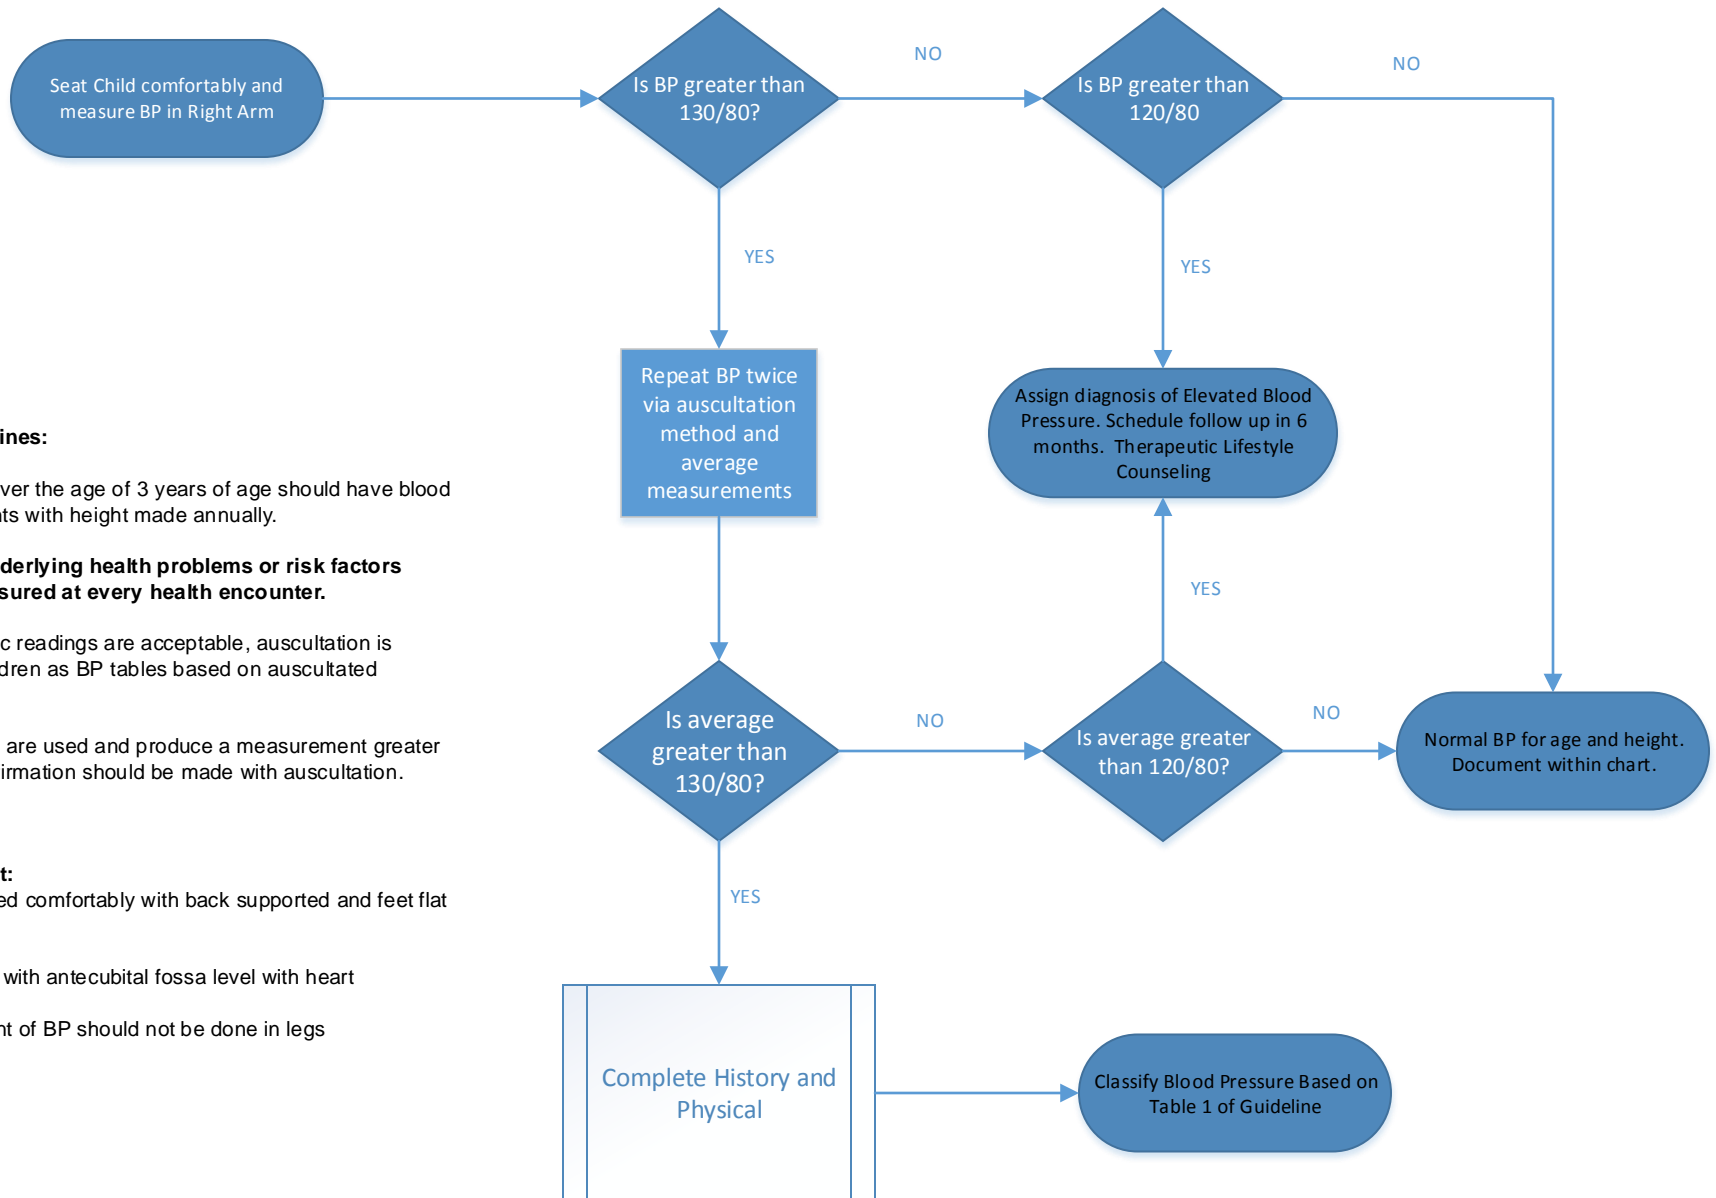 Seat Child comfortably and
measure BP in Right Arm
Is BP greater than
130/80?
NO
Is BP greater than
120/80
NO
YES
YES
Repeat BP twice
via auscultation
method and
average
measurements
Assign diagnosis of Elevated Blood
Pressure. Schedule follow up in 6
months.  Therapeutic Lifestyle
Counseling
ines:
ver the age of 3 years of age should have blood
nts with height made annually.
derlying health problems or risk factors
sured at every health encounter.
c readings are acceptable, auscultation is
dren as BP tables based on auscultated
are used and produce a measurement greater
irmation should be made with auscultation.
t:
ed comfortably with back supported and feet flat
with antecubital fossa level with heart
nt of BP should not be done in legs
YES
Is average
greater than
130/80?
NO
Is average greater
than 120/80?
NO
Normal BP for age and height.
Document within chart.
YES
Complete History and
Physical
Classify Blood Pressure Based on
Table 1 of Guideline